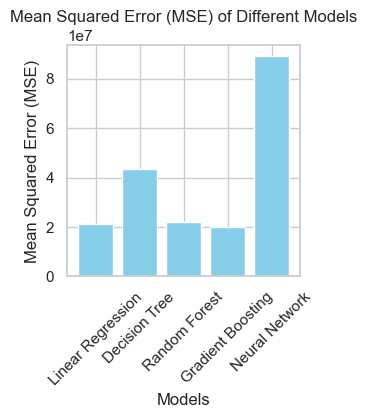 Mean Squared Error (MSE) of Different Models
1e7
Mean Squared Error (MSE)
8
6
4
2
0
Linear Regression
Decision Tree
Random Forest
Gradient Boosting
Neural Network
Models